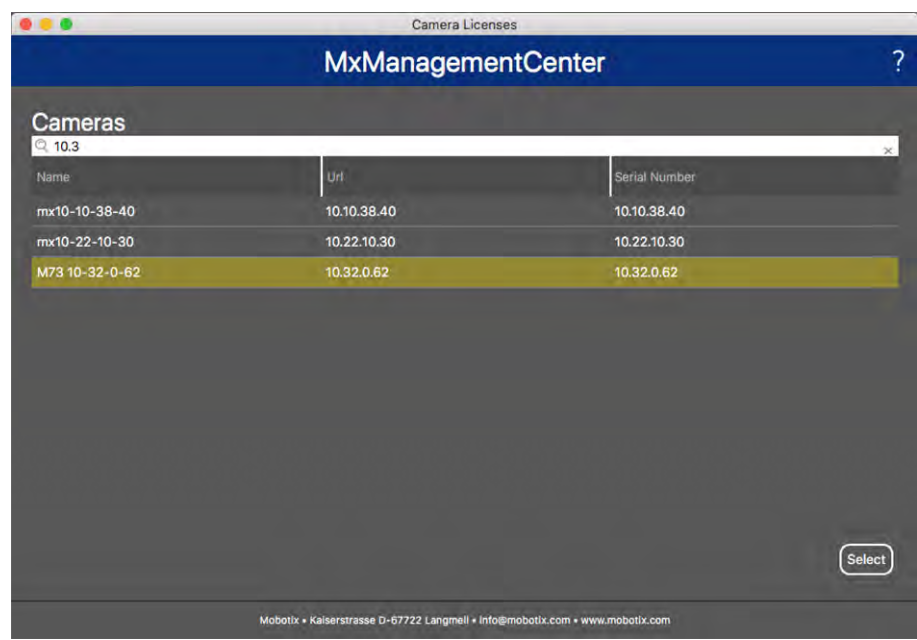 Camera Licenses
MxManagementCenter ?
Cameras
10.3 ×
Name Url Serial Number
mx10-10-38-40 10.10.38.40 10.10.38.40
mx10-22-10-30 10.22.10.30 10.22.10.30
M73 10-32-0-62 10.32.0.62 10.32.0.62
Select
Mobotix • Kaiserstrasse D-67722 Langmeil • info@mobotix.com • www.mobotix.com